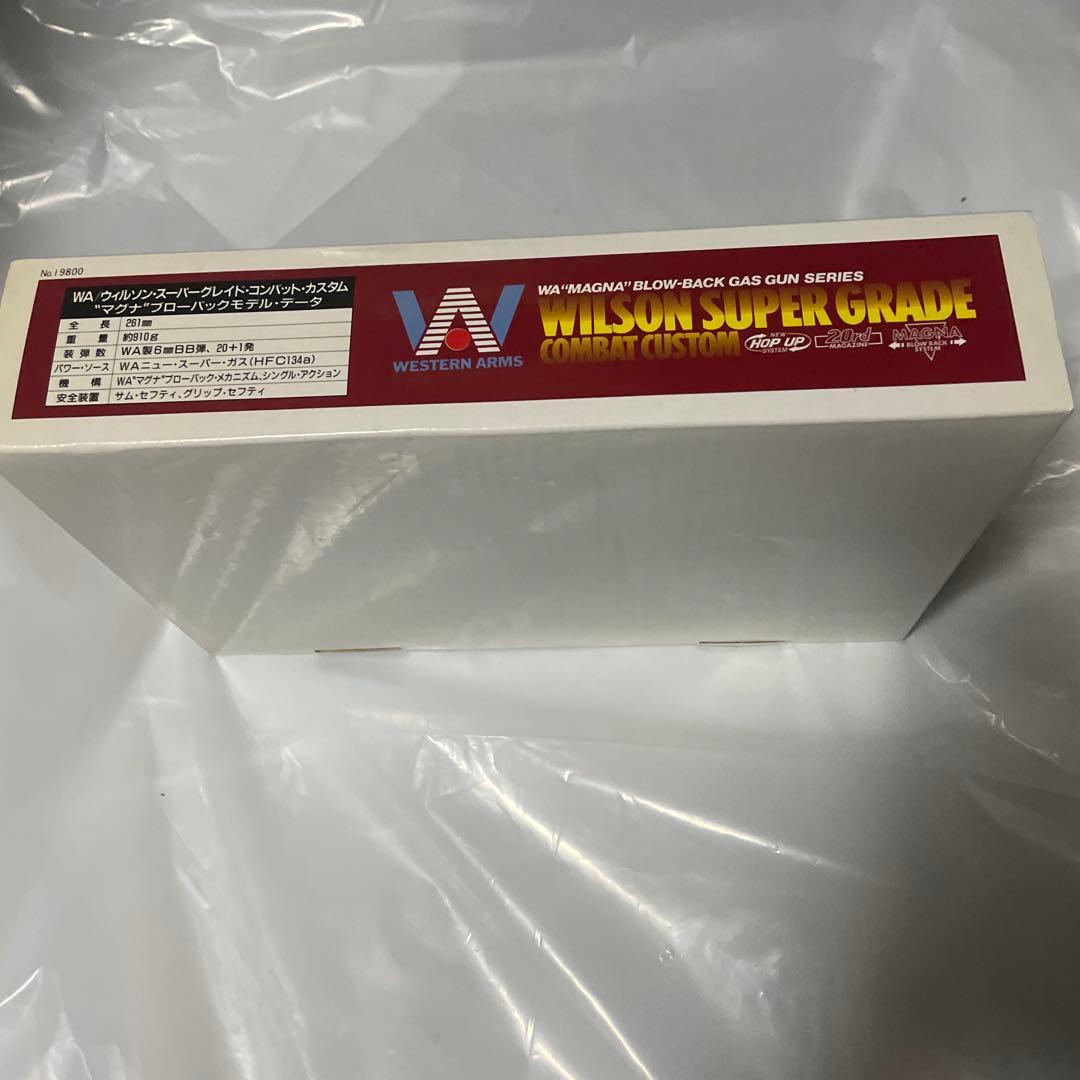 No.19800
WA/ウィルソン・スーパーグレイド・コンバット・カスタム
"マグナ"ブローバックモデル・データ
全長 261mm
重量 約910g
装弾数 WA製6mmBB弾、20+1発
パワー・ソース WAニュー・スーパー・ガス(HFC134a)
機構 WA"マグナ"ブローバック・メカニズム、シングル・アクション
安全装置 サム・セフティ、グリップ・セフティ
WESTERN ARMS
WA"MAGNA" BLOW-BACK GAS GUN SERIES
WILSON SUPER GRADE
COMBAT CUSTOM
NEW
HOP UP
SYSTEM
20rd
MAGAZINE
MAGNA
BLOW BACK
SYSTEM